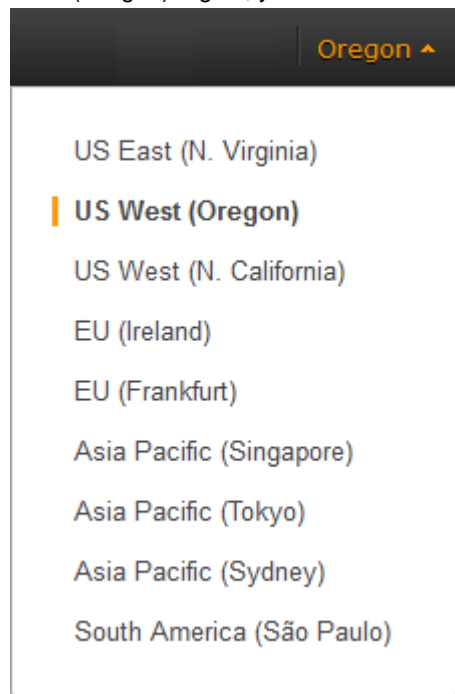 Oregon
US East (N. Virginia)
US West (Oregon)
US West (N. California)
EU (Ireland)
EU (Frankfurt)
Asia Pacific (Singapore)
Asia Pacific (Tokyo)
Asia Pacific (Sydney)
South America (São Paulo)